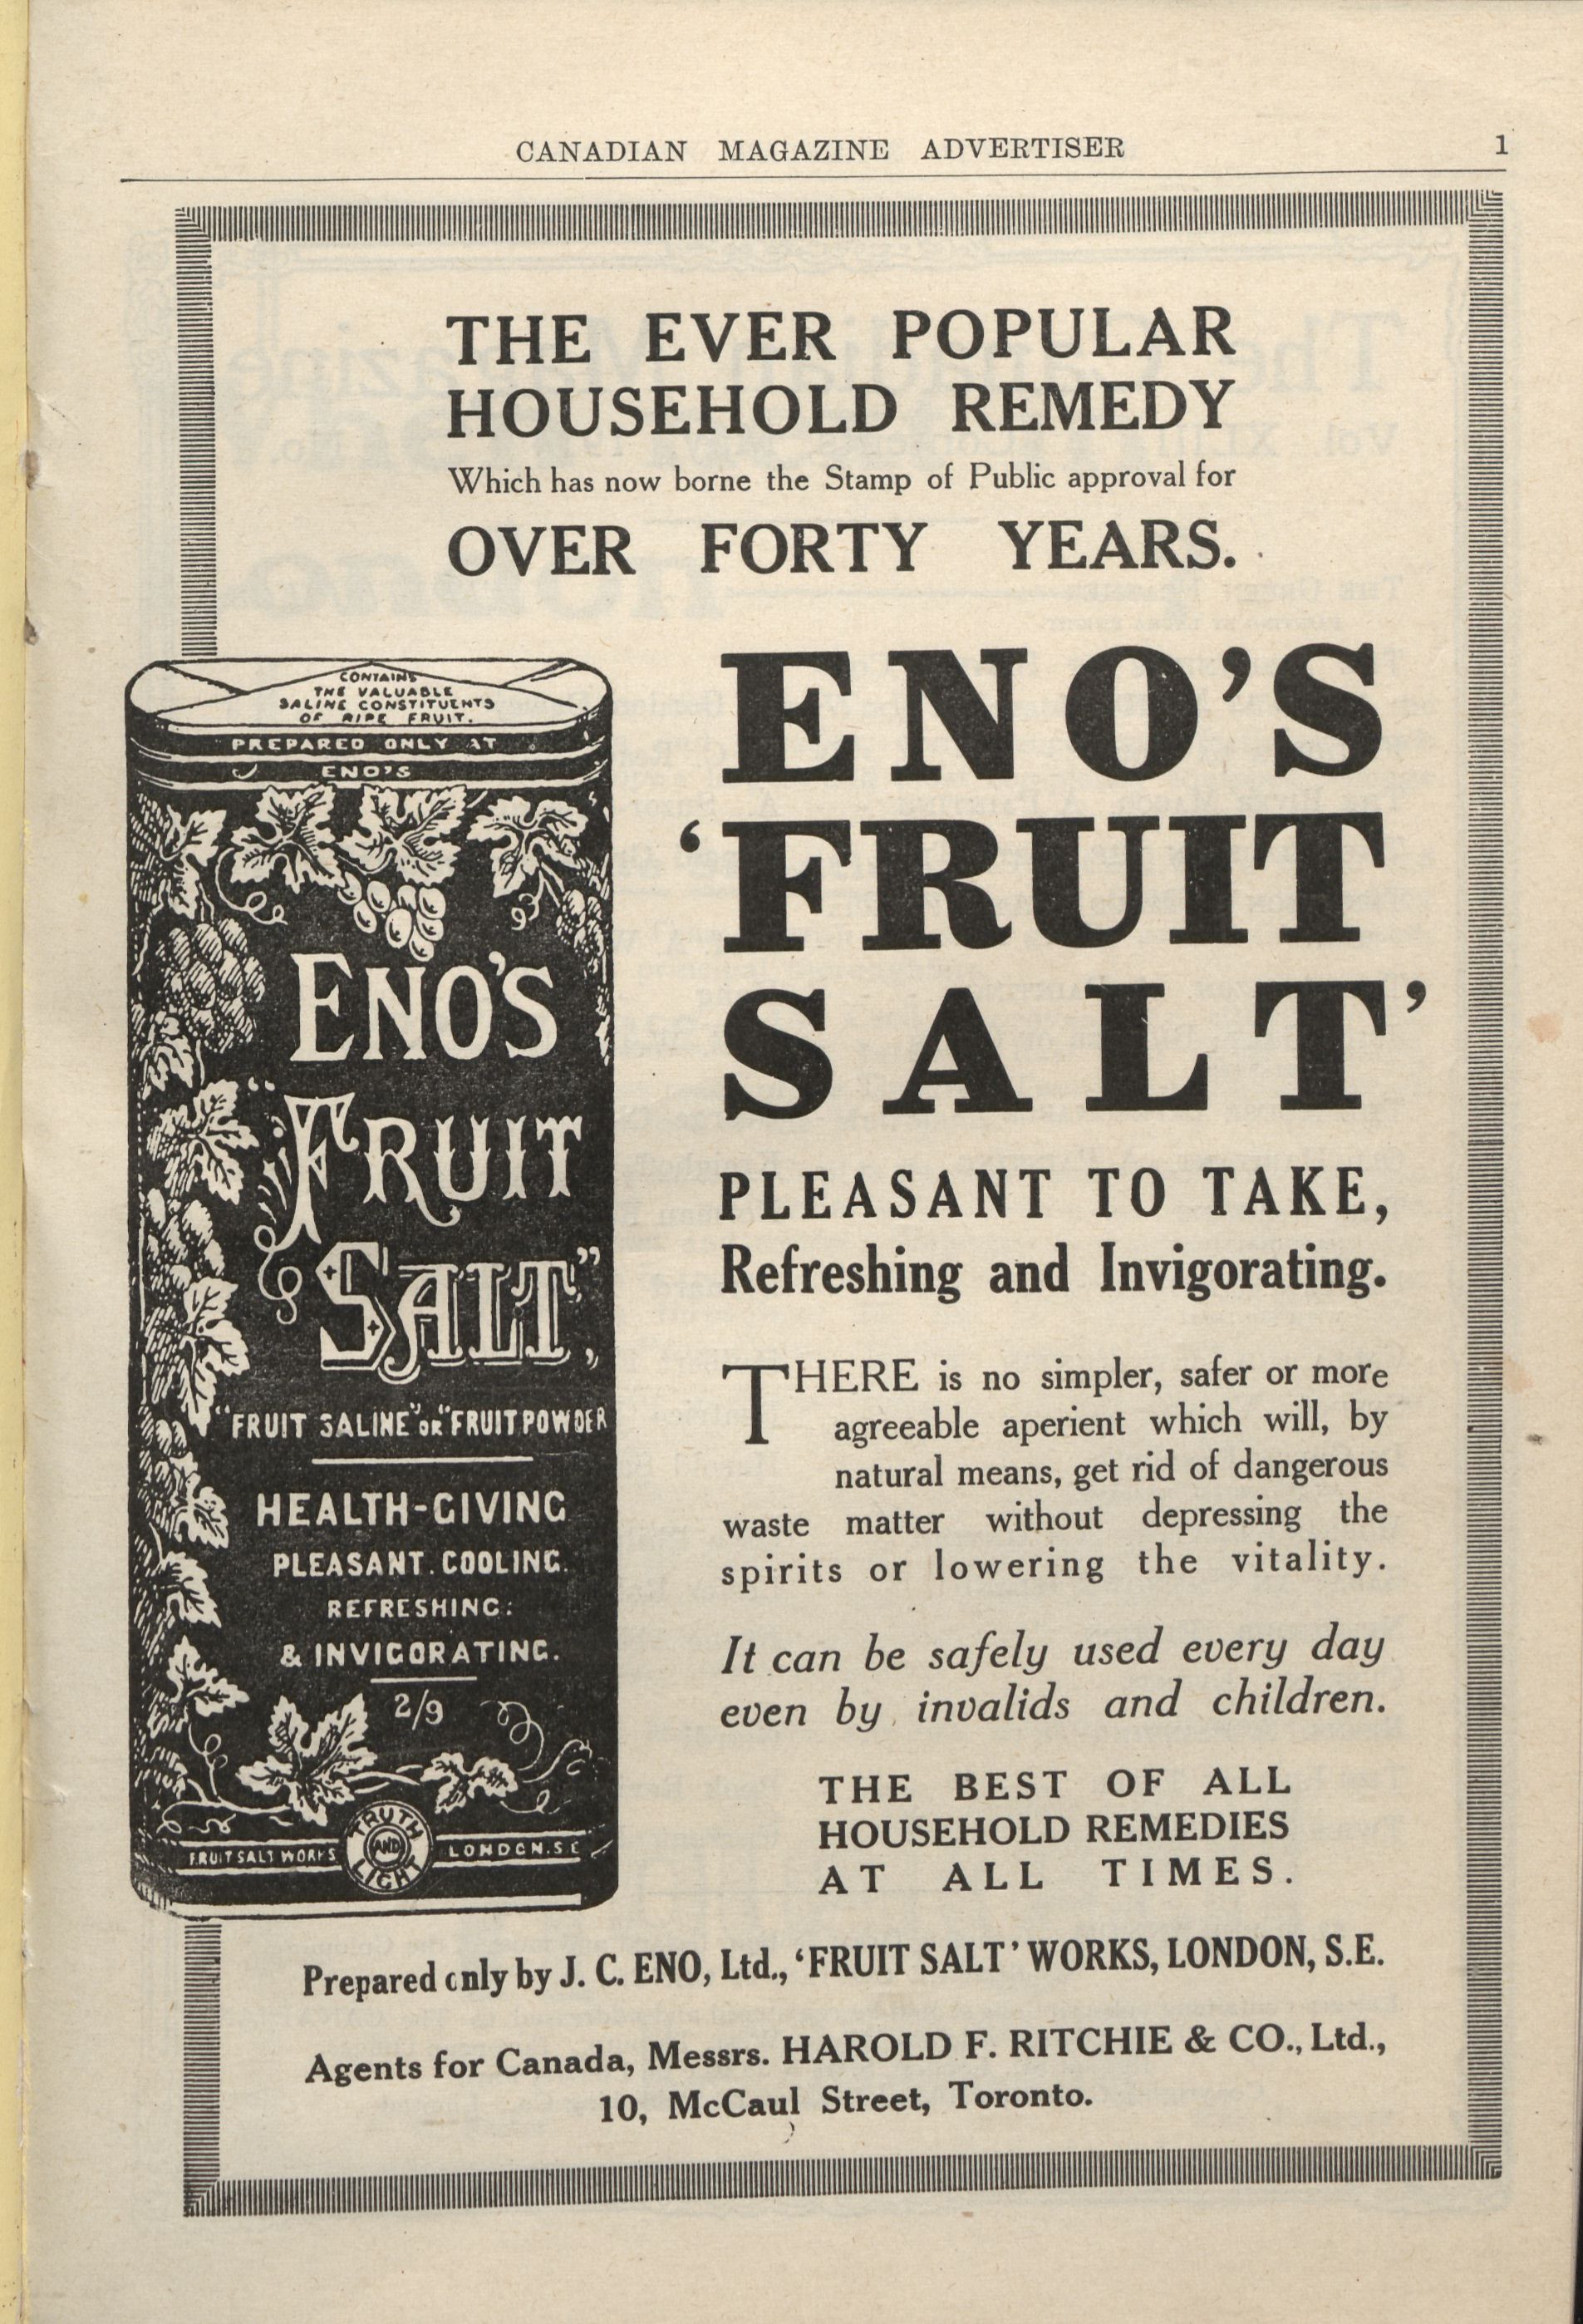 CANADIAN MAGAZINE ADVERTISER 1
THE EVER POPULAR
HOUSEHOLD REMEDY
Which has now borne the Stamp of Public approval for
OVER FORTY YEARS.
CONTAINS
THE VALUABLE
SALINE CONSTITUENTS
OF RIPE FRUIT.
PREPARED ONLY AT
ENO'S
ENO'S
"FRUIT
SALT",
"FRUIT SALINE" OR "FRUIT POWDER
HEALTH-GIVING
PLEASANT. COOLING.
REFRESHING:
& INVIGORATING.
2/9
TRUTH
AND
LIGHT
FRUIT SALT WORKS LONDON. S.E
ENO'S
‘FRUIT
SALT’
PLEASANT TO TAKE,
Refreshing and Invigorating.
THERE is no simpler, safer or more
agreeable aperient which will, by
natural means, get rid of dangerous
waste matter without depressing the
spirits or lowering the vitality.
It can be safely used every day
even by invalids and children.
THE BEST OF ALL
HOUSEHOLD REMEDIES
AT ALL TIMES.
Prepared only by J. C. ENO, Ltd., ‘FRUIT SALT’ WORKS, LONDON, S.E.
Agents for Canada, Messrs. HAROLD F. RITCHIE & CO., Ltd.,
10, McCaul Street, Toronto.